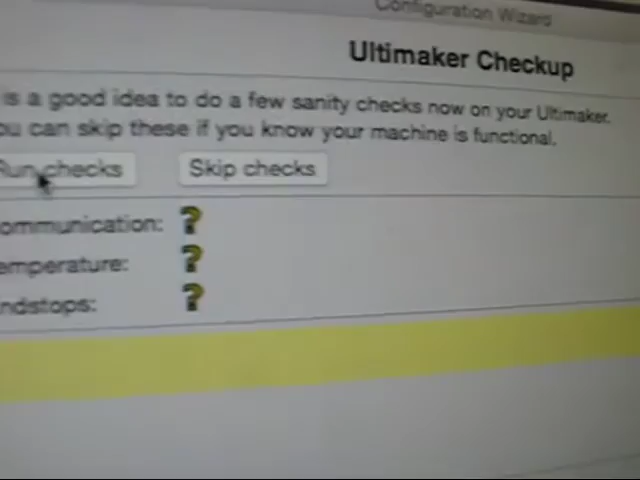 Configuration Wizard
Ultimaker Checkup
is a good idea to do a few sanity checks now on your Ultimaker.
ou can skip these if you know your machine is functional.
Run checks Skip checks
ommunication: ?
emperature: ?
ndstops: ?